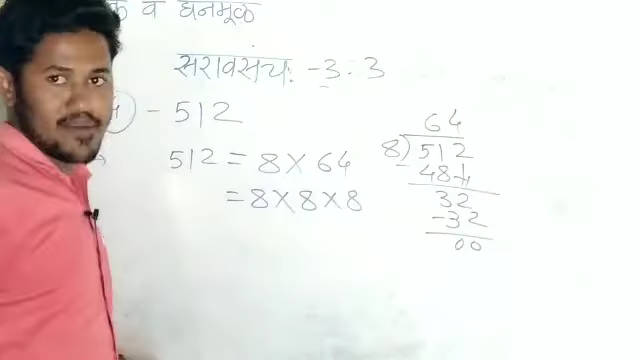 व घनमूळ
सरावसंच: -3.3
- 512
→ 512 = 8 × 64
= 8 × 8 × 8
64
8) 512
48↓
32
-32
00